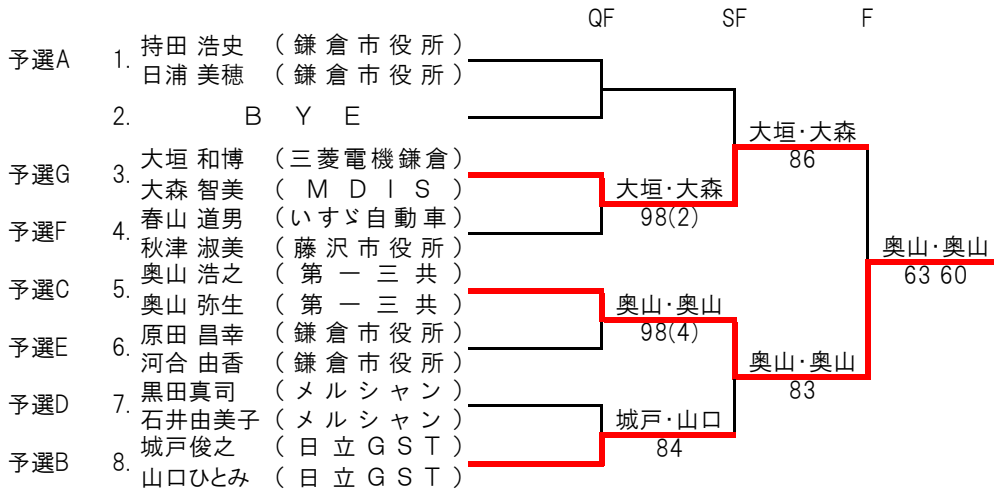 QF SF F
予選A 1. 持田 浩史 (鎌倉市役所)
日浦 美穂 (鎌倉市役所)
2. BYE
大垣・大森
86
予選G 3. 大垣 和博 (三菱電機鎌倉)
大森 智美 (MDIS)
大垣・大森
98(2)
予選F 4. 春山 道男 (いすゞ自動車)
秋津 淑美 (藤沢市役所)
奥山・奥山
63 60
予選C 5. 奥山 浩之 (第一三共)
奥山 弥生 (第一三共)
奥山・奥山
98(4)
予選E 6. 原田 昌幸 (鎌倉市役所)
河合 由香 (鎌倉市役所)
奥山・奥山
83
予選D 7. 黒田真司 (メルシャン)
石井由美子 (メルシャン)
城戸・山口
84
予選B 8. 城戸俊之 (日立GST)
山口ひとみ (日立GST)